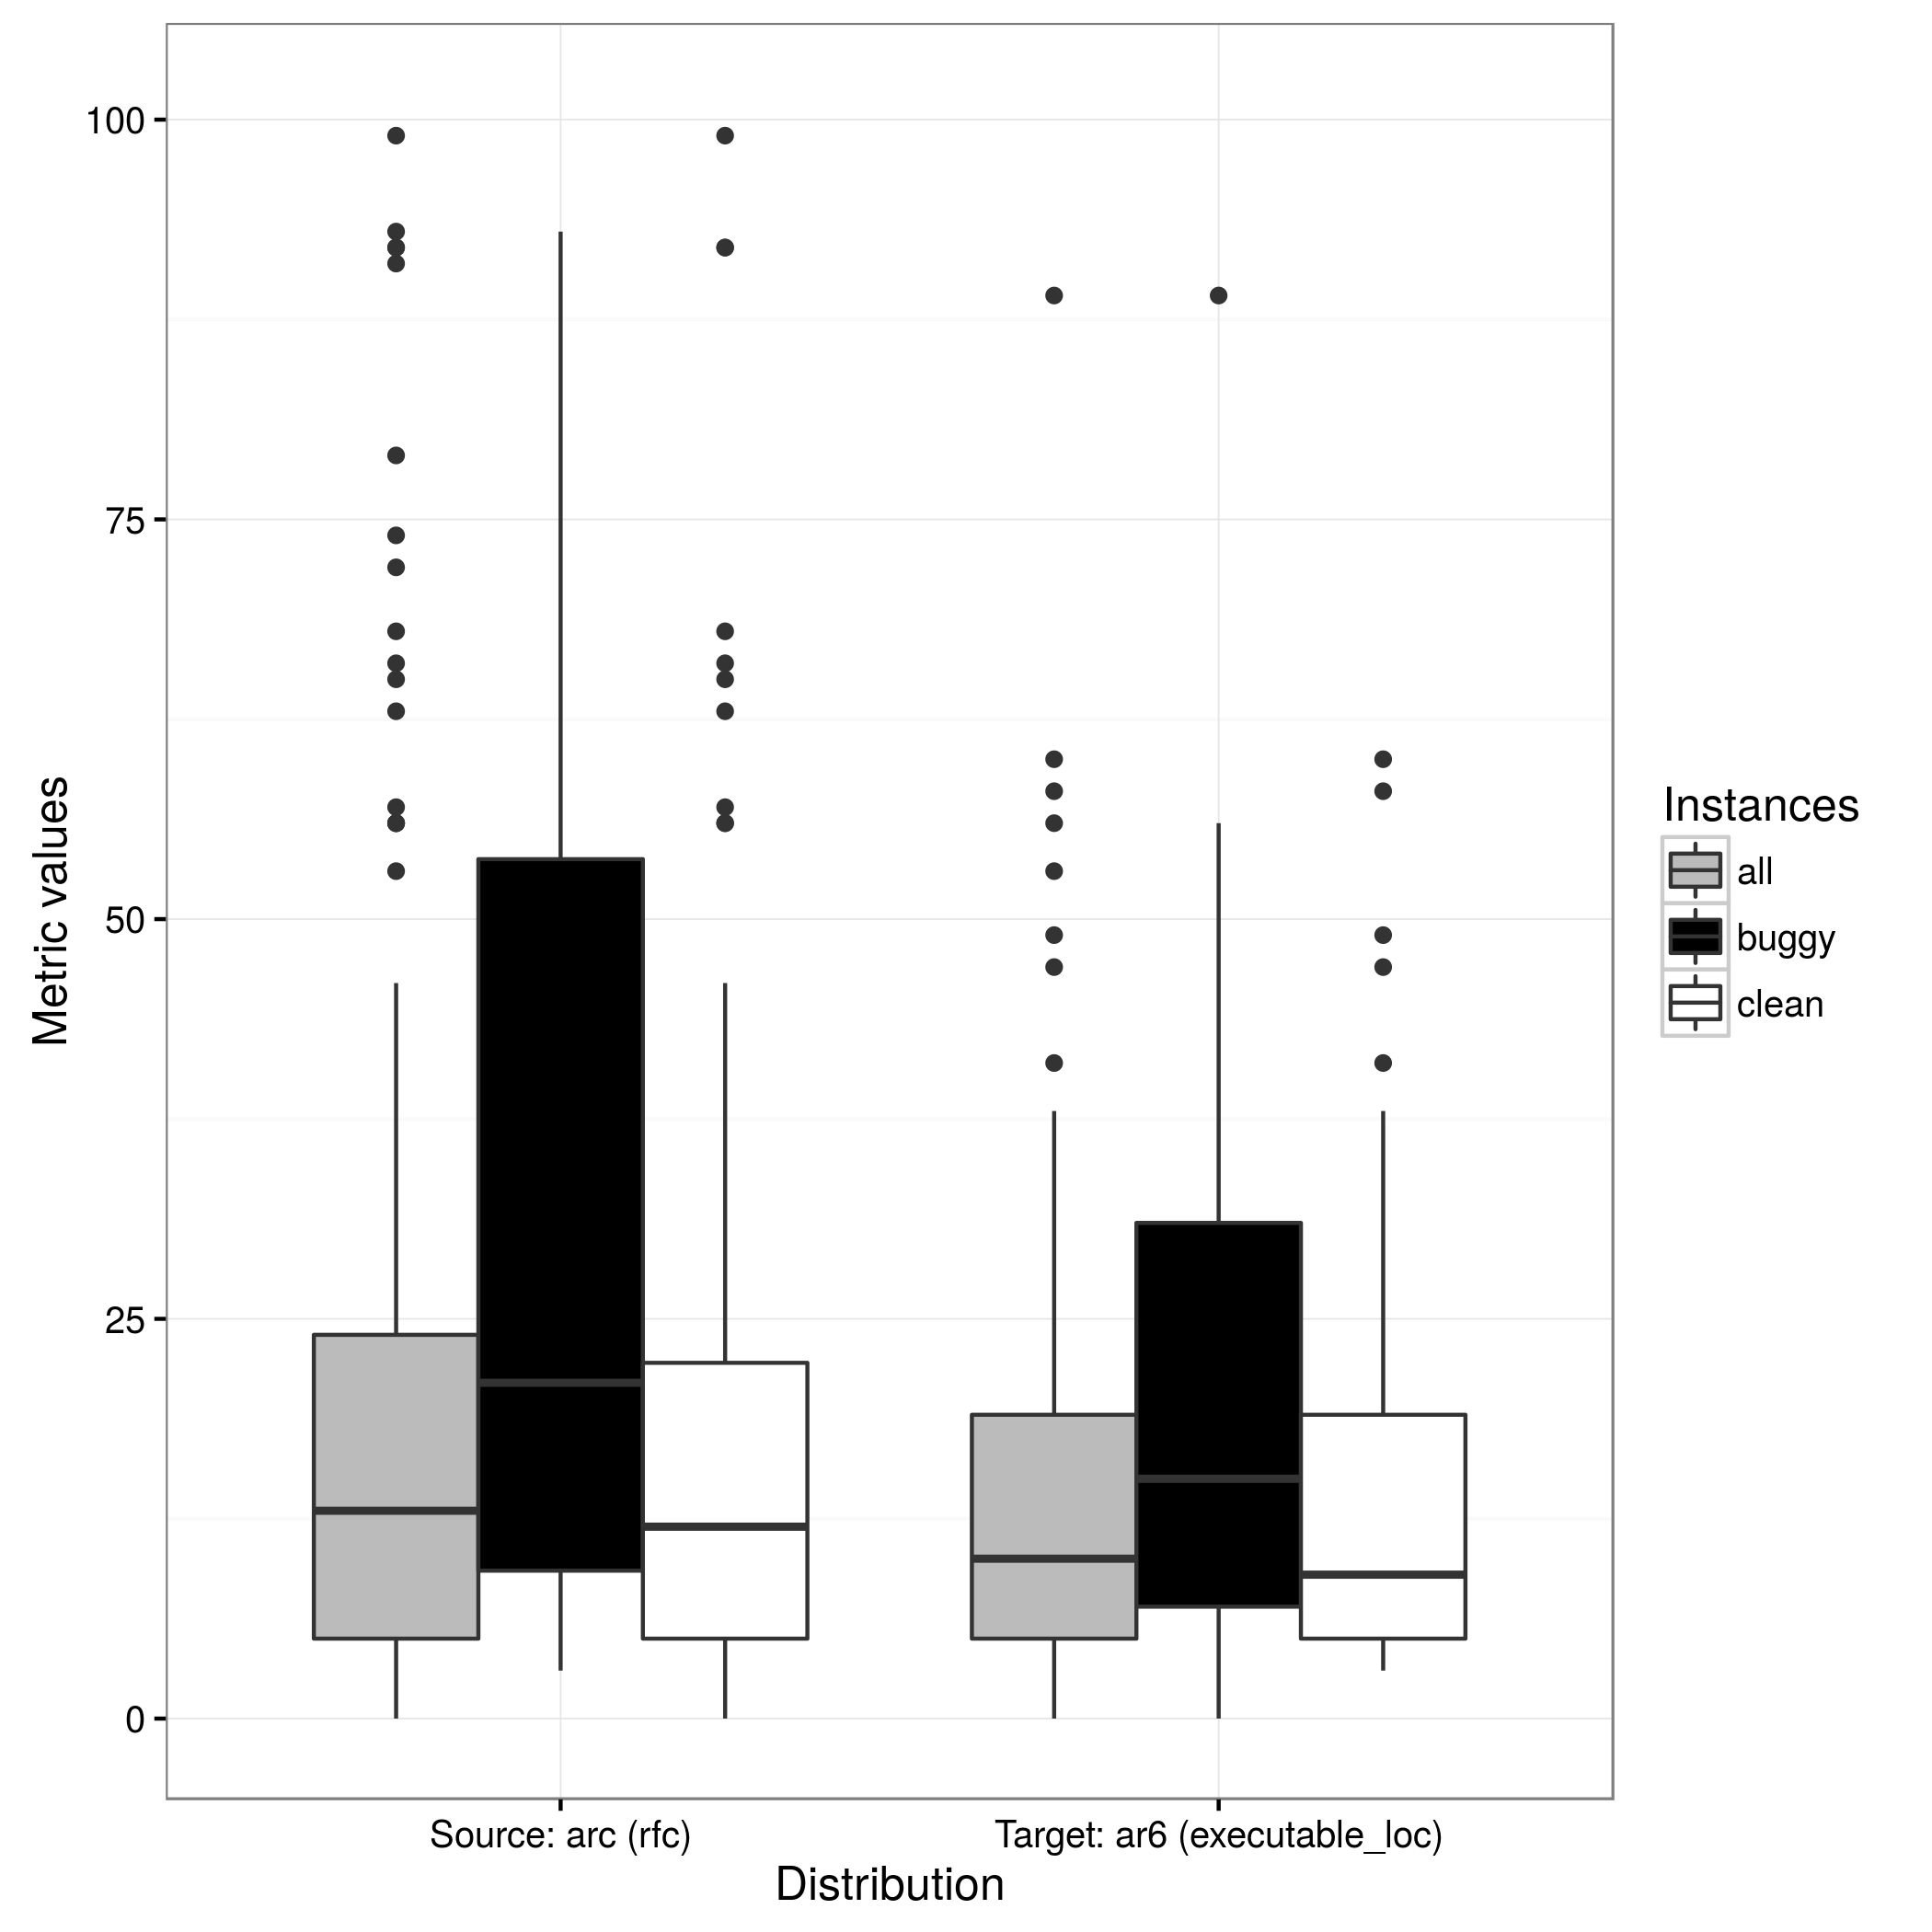 Metric values
100
75
50
25
0
Source: arc (rfc)
Target: ar6 (executable_loc)
Distribution
Instances
all
buggy
clean